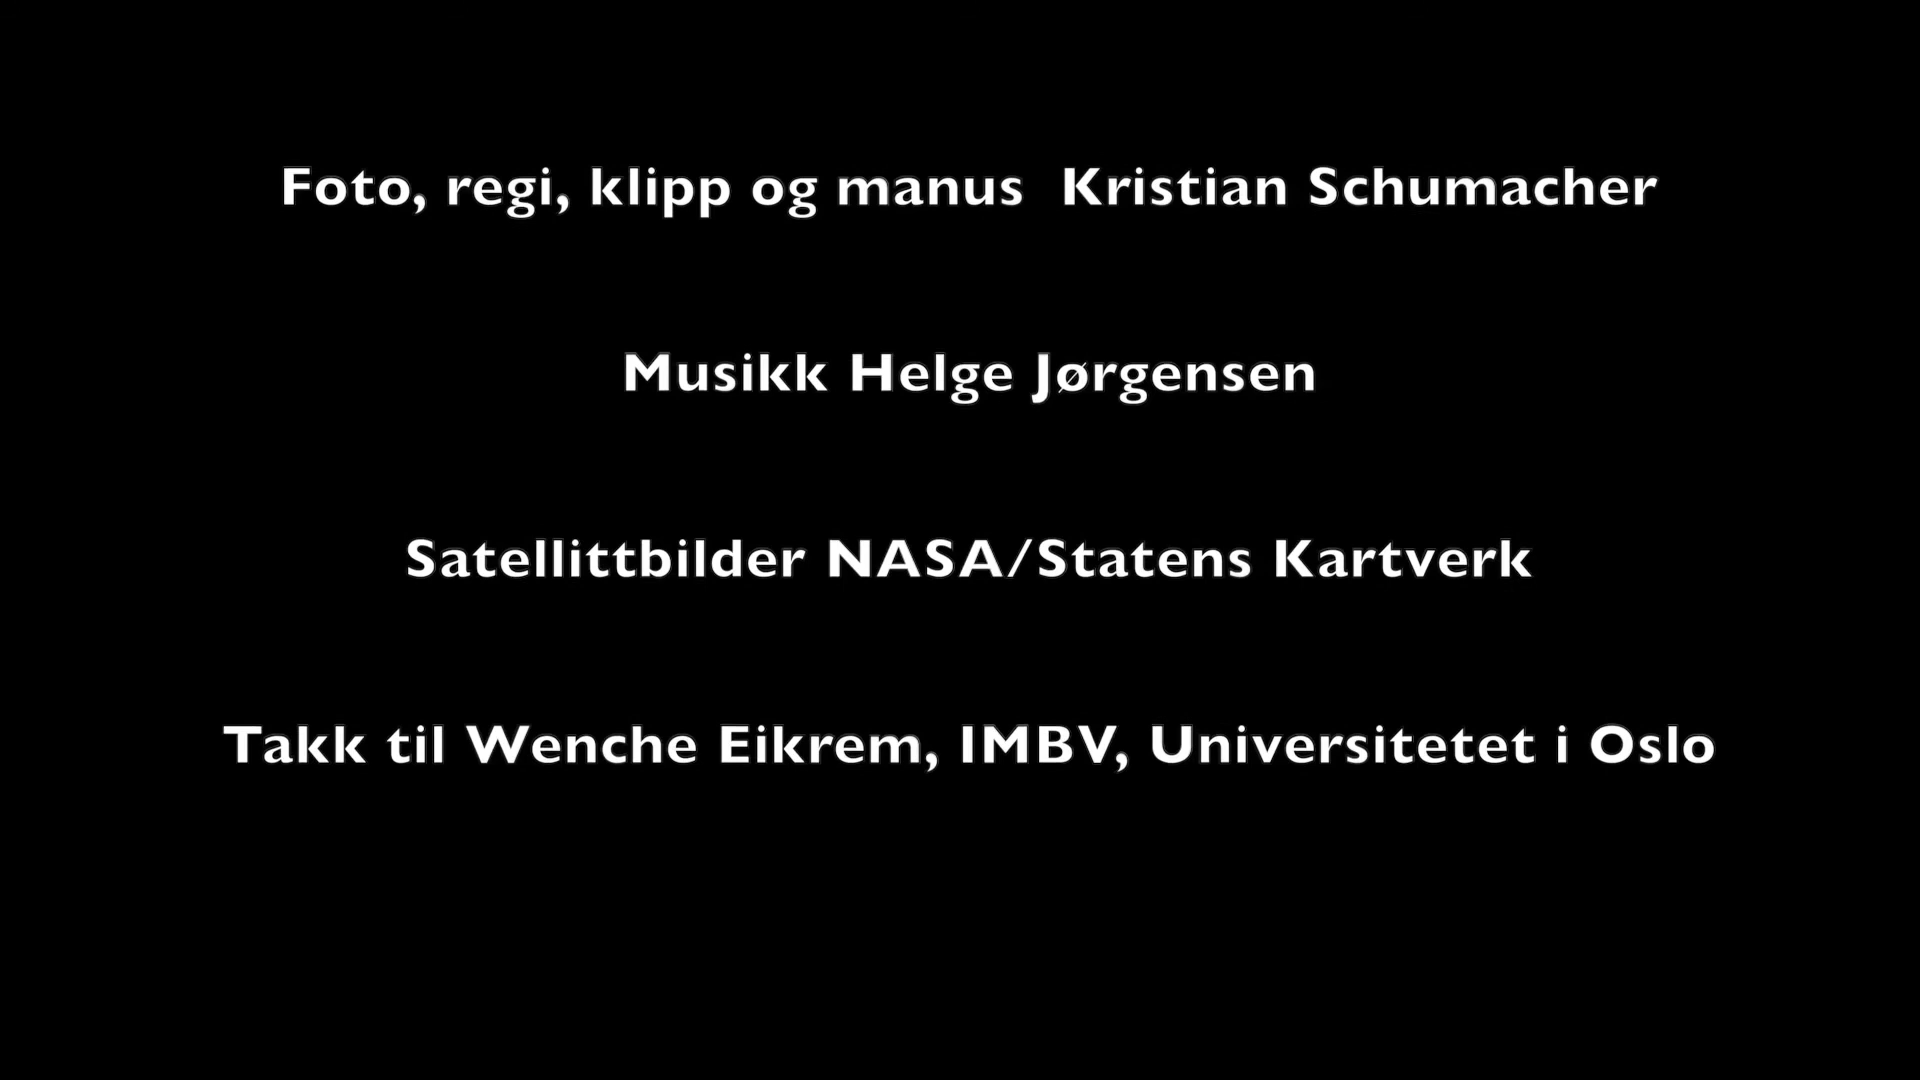 Foto, regi, klipp og manus  Kristian Schumacher
Musikk Helge Jørgensen
Satellittbilder NASA/Statens Kartverk
Takk til Wenche Eikrem, IMBV, Universitetet i Oslo